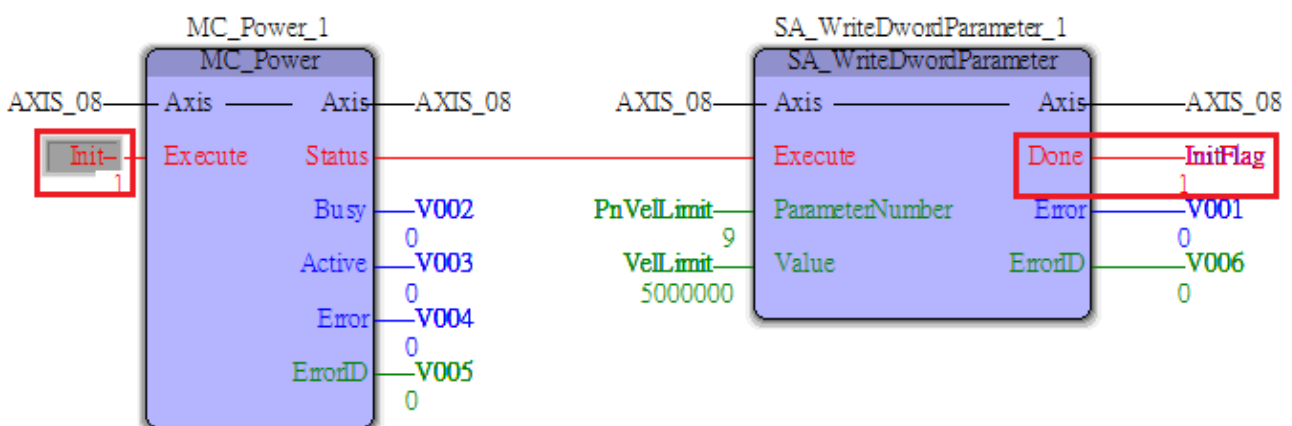 MC_Power_1 SA_WriteDwordParameter_1
MC_Power SA_WriteDwordParameter
AXIS_08 Axis Axis AXIS_08 AXIS_08 Axis Axis AXIS_08
Init Execute Status Execute Done InitFlag
1 1
Busy V002 PnVelLimit ParameterNumber Error V001
0 9 0
Active V003 VelLimit Value ErrorID V006
0 5000000 0
Error V004
0
ErrorID V005
0